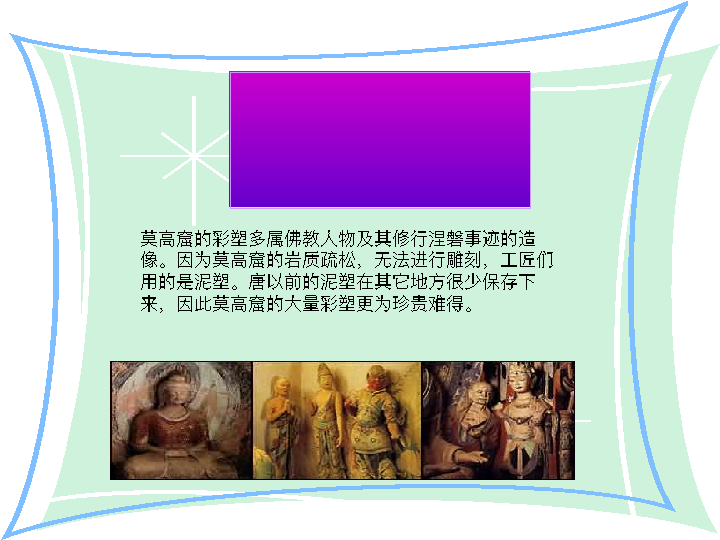 莫高窟的彩塑多属佛教人物及其修行涅磐事迹的造
像。因为莫高窟的岩质疏松，无法进行雕刻，工匠们
用的是泥塑。唐以前的泥塑在其它地方很少保存下
来，因此莫高窟的大量彩塑更为珍贵难得。